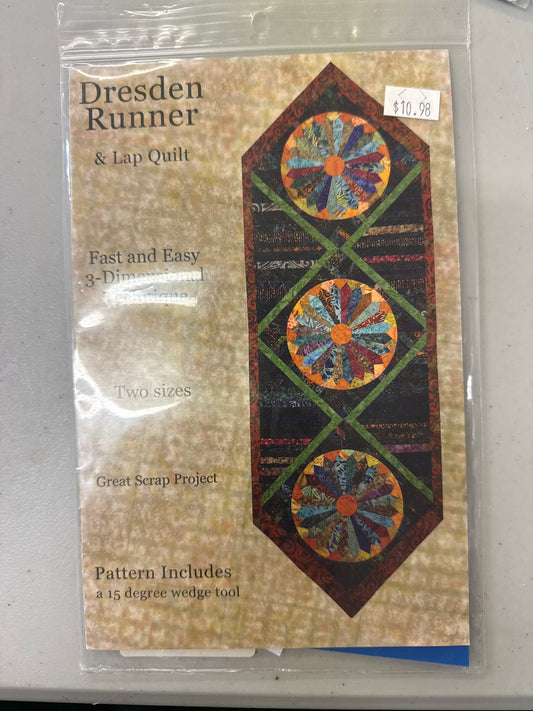 Dresden
Runner
& Lap Quilt
$10.98
Fast and Easy
3-Dimensional
Technique
Two sizes
Great Scrap Project
Pattern Includes
a 15 degree wedge tool